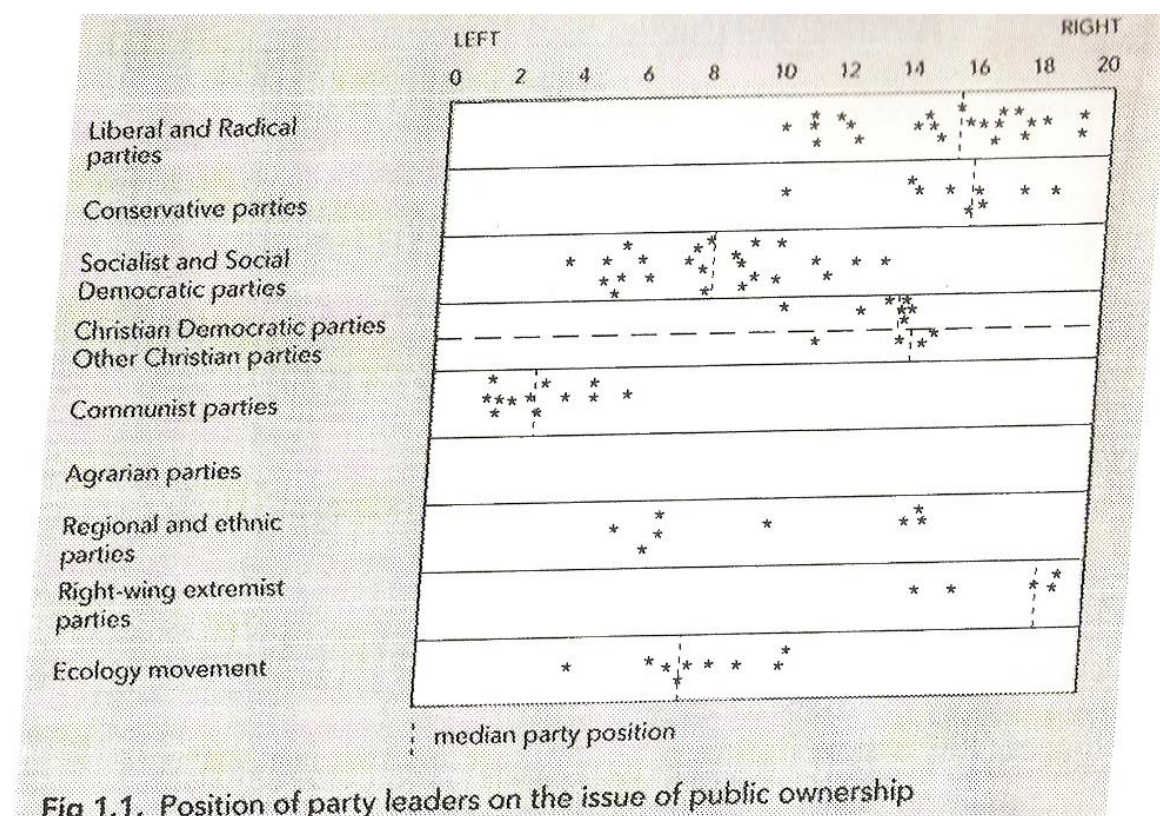 LEFT
RIGHT
0 2 4 6 8 10 12 14 16 18 20
Liberal and Radical
parties
Conservative parties
Socialist and Social
Democratic parties
Christian Democratic parties
Other Christian parties
Communist parties
Agrarian parties
Regional and ethnic
parties
Right-wing extremist
parties
Ecology movement
median party position
Fig 1.1. Position of party leaders on the issue of public ownership